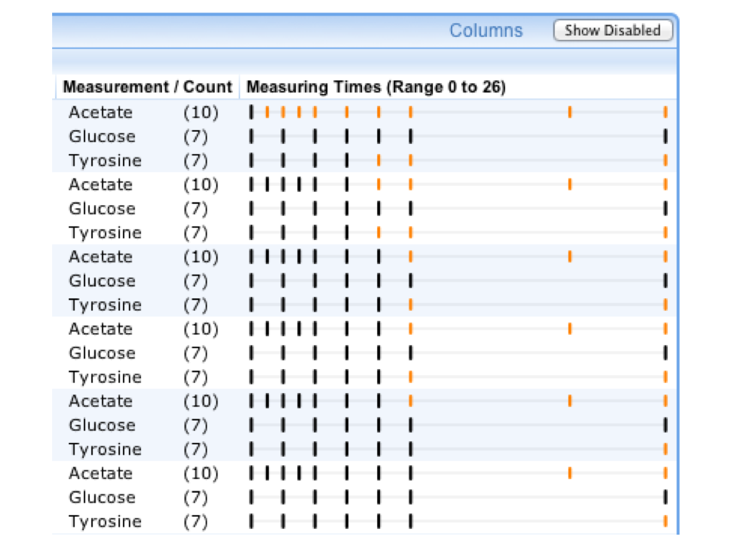 Columns Show Disabled
Measurement / Count Measuring Times (Range 0 to 26)
Acetate (10)
Glucose (7)
Tyrosine (7)
Acetate (10)
Glucose (7)
Tyrosine (7)
Acetate (10)
Glucose (7)
Tyrosine (7)
Acetate (10)
Glucose (7)
Tyrosine (7)
Acetate (10)
Glucose (7)
Tyrosine (7)
Acetate (10)
Glucose (7)
Tyrosine (7)